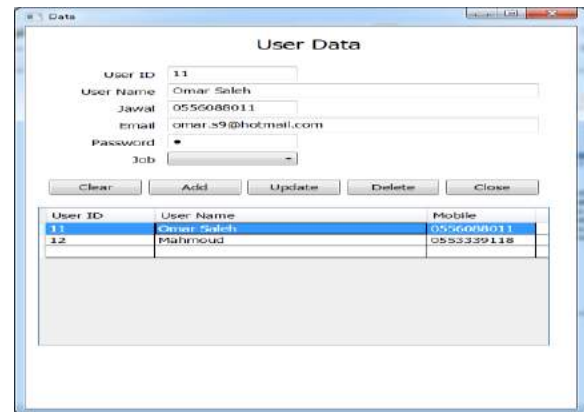 Data
User Data
User ID 11
User Name Omar Saleh
Jawal 0556088011
Email omar.s9@hotmail.com
Password •
Job
Clear Add Update Delete Close
User ID User Name Mobile
11 Omar Saleh 0556088011
12 Mahmoud 0553339118